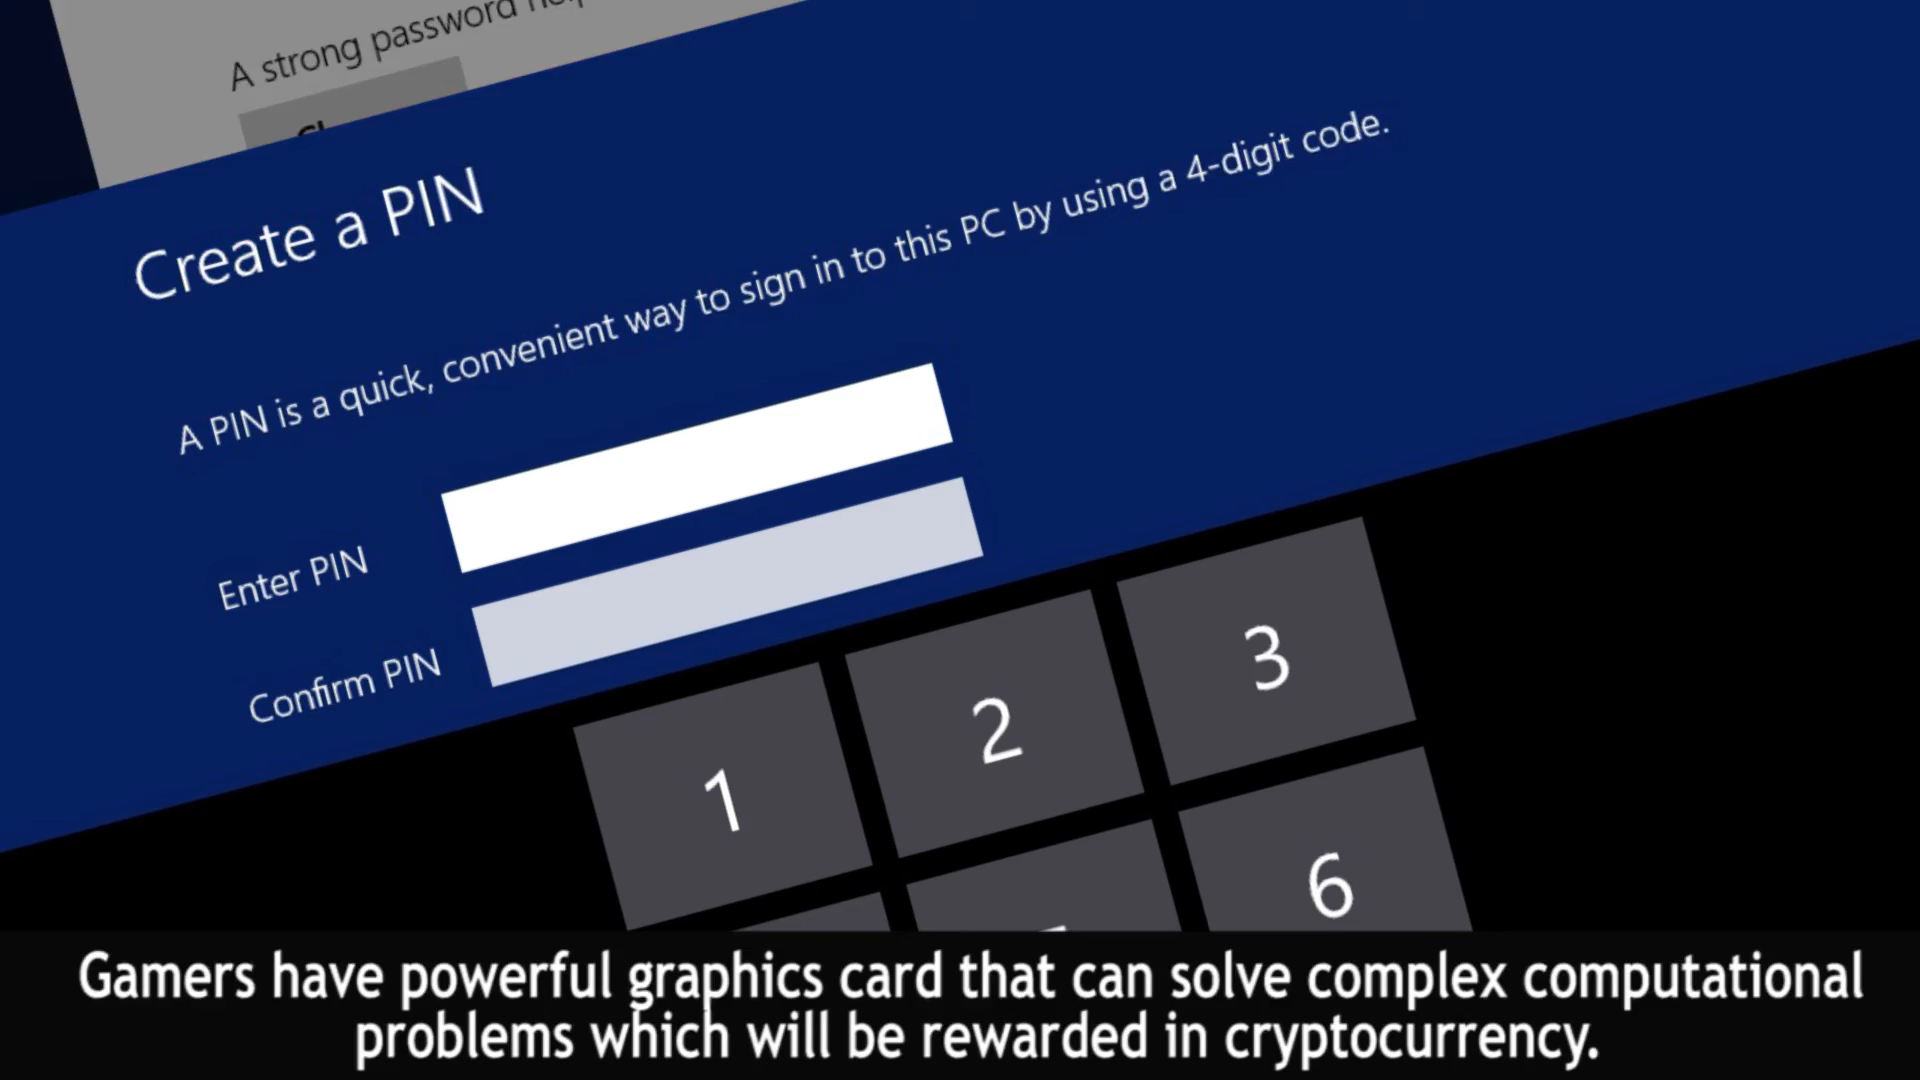 A strong password
Create a PIN
A PIN is a quick, convenient way to sign in to this PC by using a 4-digit code.
Enter PIN
Confirm PIN
1
2
3
6
Gamers have powerful graphics card that can solve complex computational
problems which will be rewarded in cryptocurrency.